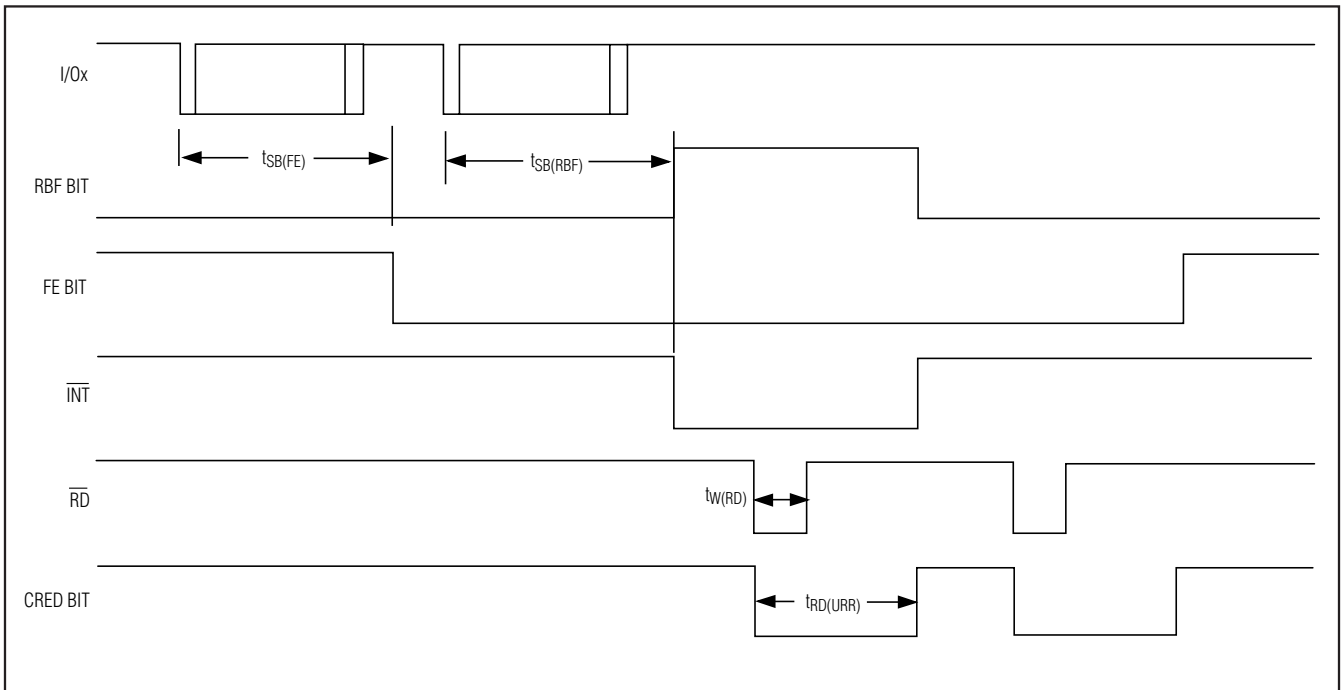 I/Ox
tSB(FE)
tSB(RBF)
RBF BIT
FE BIT
INT
RD
tW(RD)
CRED BIT
tRD(URR)